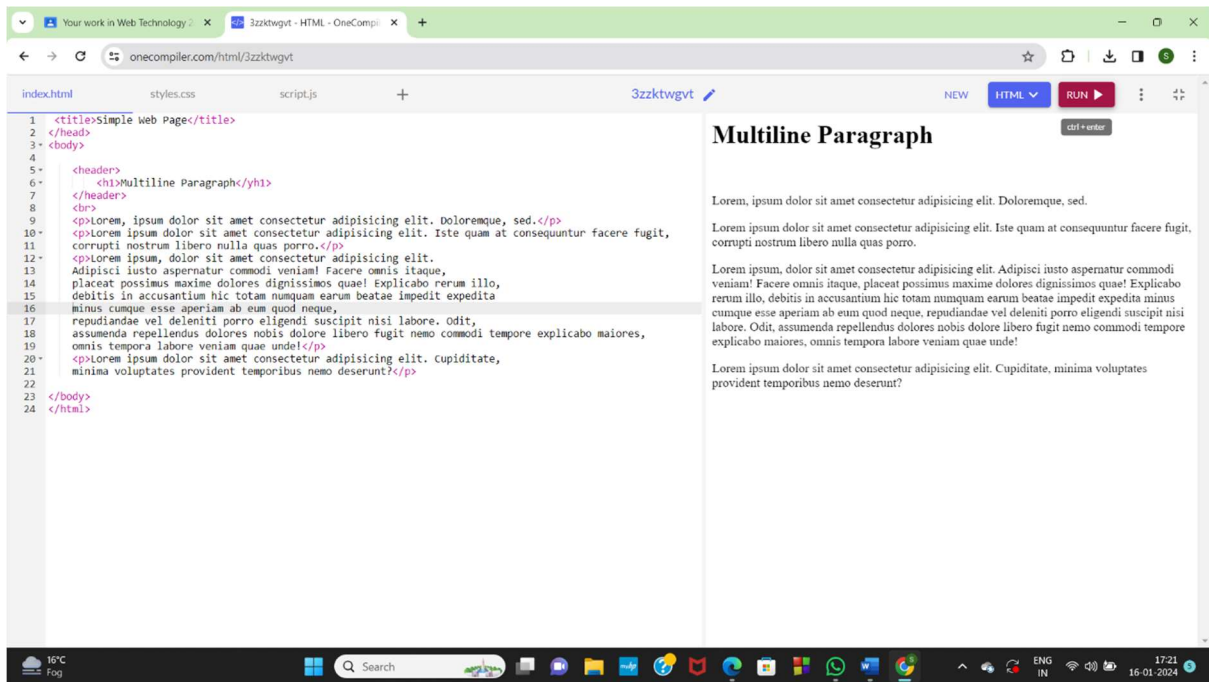 Your work in Web Technology 2
3zzktwgvt - HTML - OneCompil
onecompiler.com/html/3zzktwgvt
S
index.html
styles.css
script.js
3zzktwgvt
NEW
HTML
RUN
ctrl+enter
1 <title>Simple Web Page</title>
2 </head>
3 <body>
4
5 <header>
6 <h1>Multiline Paragraph</yh1>
7 </header>
8 <br>
9 <p>Lorem, ipsum dolor sit amet consectetur adipisicing elit. Doloremque, sed.</p>
10 <p>Lorem ipsum dolor sit amet consectetur adipisicing elit. Iste quam at consequuntur facere fugit,
11 corrupti nostrum libero nulla quas porro.</p>
12 <p>Lorem ipsum, dolor sit amet consectetur adipisicing elit.
13 Adipisci iusto aspernatur commodi veniam! Facere omnis itaque,
14 placeat possimus maxime dolores dignissimos quae! Explicabo rerum illo,
15 debitis in accusantium hic totam numquam earum beatae impedit expedita
16 minus cumque esse aperiam ab eum quod neque,
17 repudiandae vel deleniti porro eligendi suscipit nisi labore. Odit,
18 assumenda repellendus dolores nobis dolore libero fugit nemo commodi tempore explicabo maiores,
19 omnis tempora labore veniam quae unde!</p>
20 <p>Lorem ipsum dolor sit amet consectetur adipisicing elit. Cupiditate,
21 minima voluptates provident temporibus nemo deserunt?</p>
22
23 </body>
24 </html>
Multiline Paragraph
Lorem, ipsum dolor sit amet consectetur adipisicing elit. Doloremque, sed.
Lorem ipsum dolor sit amet consectetur adipisicing elit. Iste quam at consequuntur facere fugit,
corrupti nostrum libero nulla quas porro.
Lorem ipsum, dolor sit amet consectetur adipisicing elit. Adipisci iusto aspernatur commodi
veniam! Facere omnis itaque, placeat possimus maxime dolores dignissimos quae! Explicabo
rerum illo, debitis in accusantium hic totam numquam earum beatae impedit expedita minus
cumque esse aperiam ab eum quod neque, repudiandae vel deleniti porro eligendi suscipit nisi
labore. Odit, assumenda repellendus dolores nobis dolore libero fugit nemo commodi tempore
explicabo maiores, omnis tempora labore veniam quae unde!
Lorem ipsum dolor sit amet consectetur adipisicing elit. Cupiditate, minima voluptates
provident temporibus nemo deserunt?
16°C
Fog
Search
ENG
IN
17:21
16-01-2024